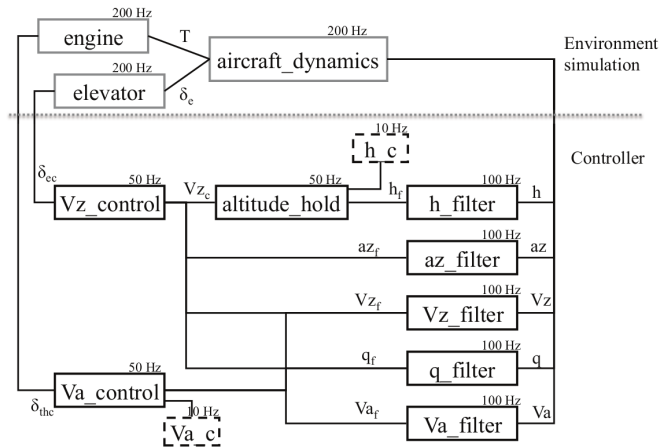 200 Hz
engine
T
200 Hz
aircraft_dynamics
Environment
simulation
200 Hz
elevator
δe
10 Hz
h_c
Controller
δec
50 Hz
Vz_control
Vzc
50 Hz
altitude_hold
hf
100 Hz
h_filter
h
azf
100 Hz
az_filter
az
Vzf
100 Hz
Vz_filter
Vz
qf
100 Hz
q_filter
q
50 Hz
Va_control
δthc
10 Hz
Va_c
Vaf
100 Hz
Va_filter
Va